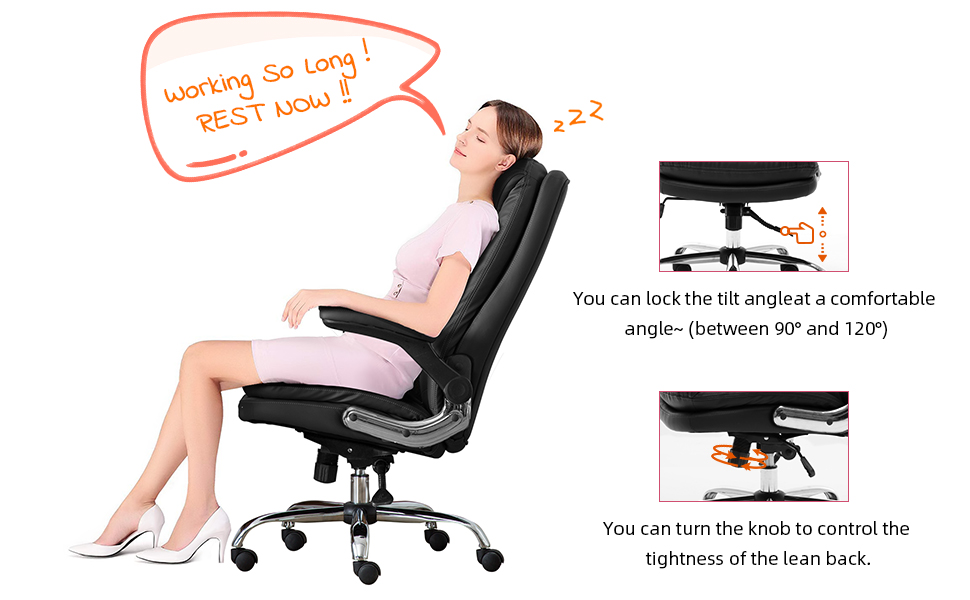 Working So Long !
REST NOW !!
z z z
You can lock the tilt angleat a comfortable
angle~ (between 90° and 120°)
You can turn the knob to control the
tightness of the lean back.